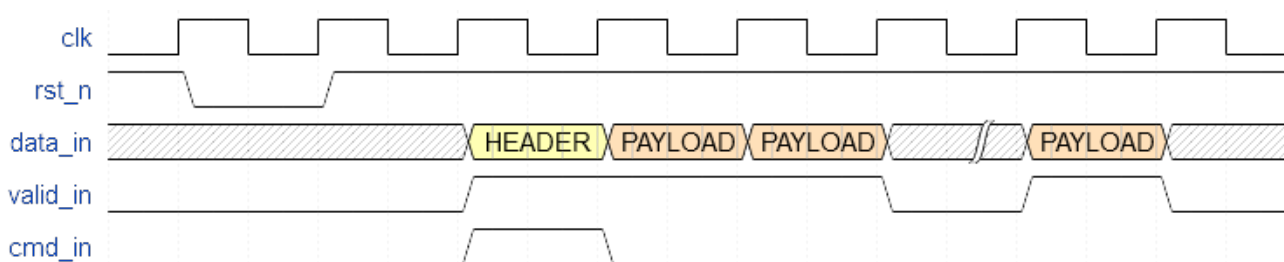 clk
rst_n
data_in HEADER PAYLOAD PAYLOAD PAYLOAD
valid_in
cmd_in